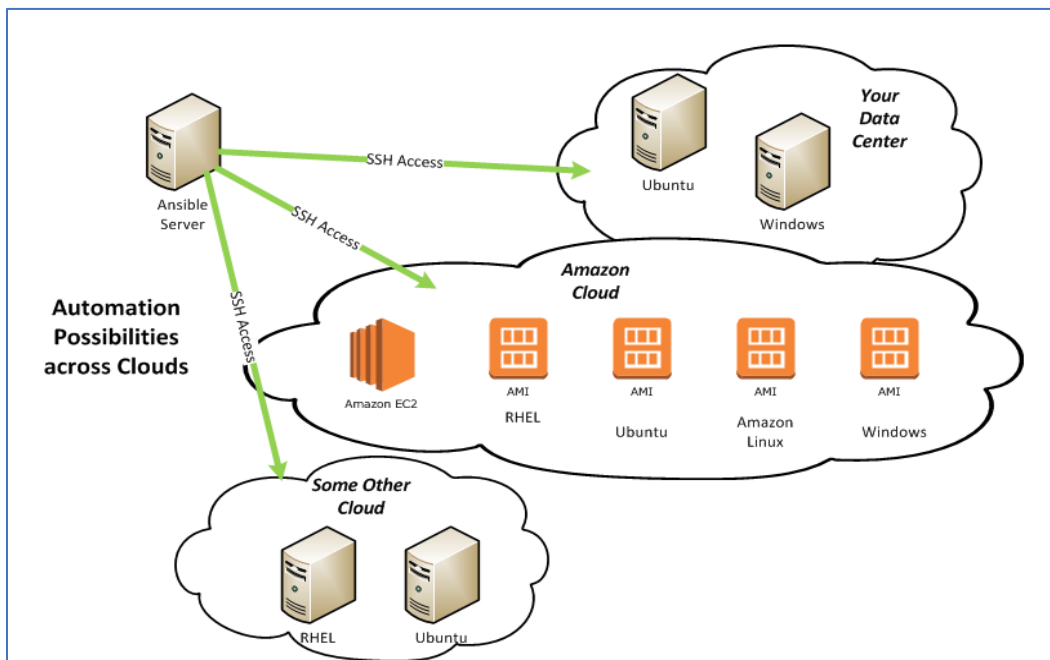 Your
Data
Center
Ubuntu
Windows
SSH Access
Ansible
Server
SSH Access
SSH Access
Automation
Possibilities
across Clouds
Amazon
Cloud
Amazon EC2
AMI
RHEL
AMI
Ubuntu
AMI
Amazon
Linux
AMI
Windows
Some Other
Cloud
RHEL
Ubuntu